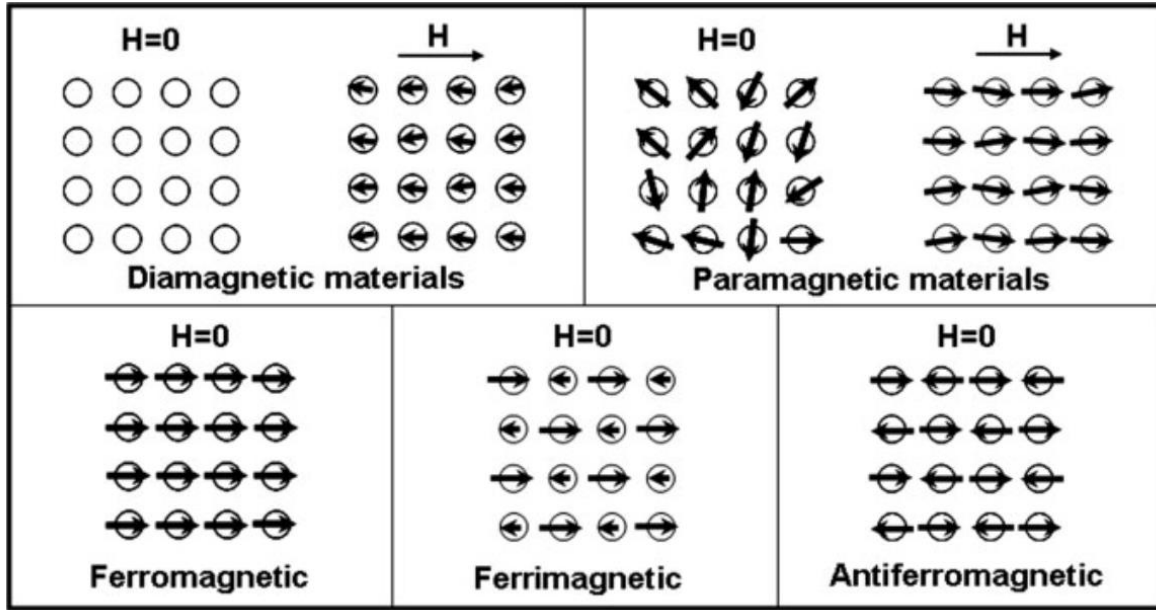 H=0
H
Diamagnetic materials
H=0
H
Paramagnetic materials
H=0
Ferromagnetic
H=0
Ferrimagnetic
H=0
Antiferromagnetic